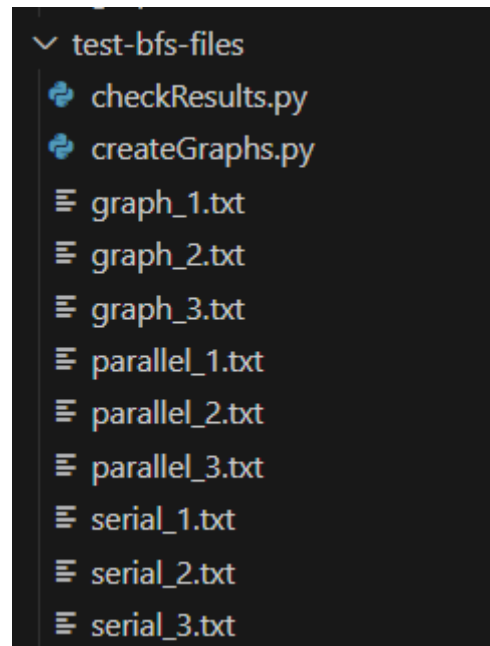 test-bfs-files
checkResults.py
createGraphs.py
graph_1.txt
graph_2.txt
graph_3.txt
parallel_1.txt
parallel_2.txt
parallel_3.txt
serial_1.txt
serial_2.txt
serial_3.txt